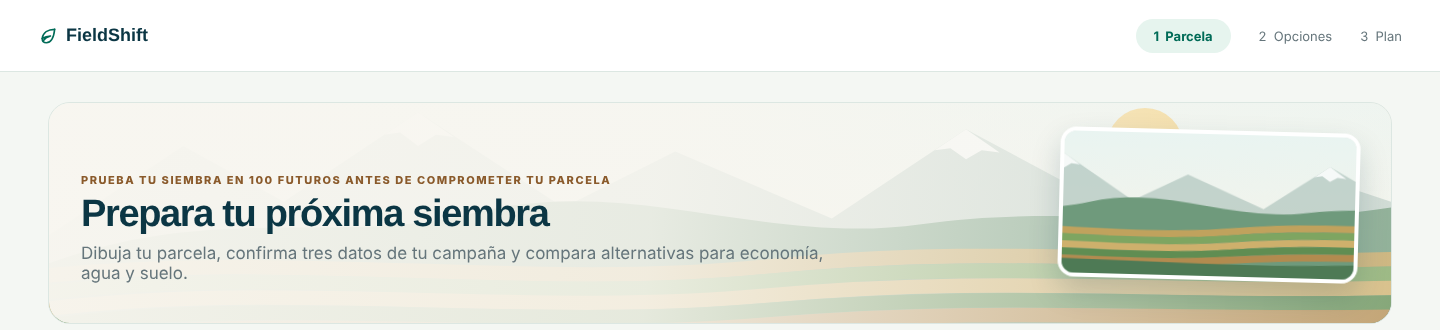 FieldShift
1 Parcela
2 Opciones
3 Plan
PRUEBA TU SIEMBRA EN 100 FUTUROS ANTES DE COMPROMETER TU PARCELA
Prepara tu próxima siembra
Dibuja tu parcela, confirma tres datos de tu campaña y compara alternativas para economía,
agua y suelo.